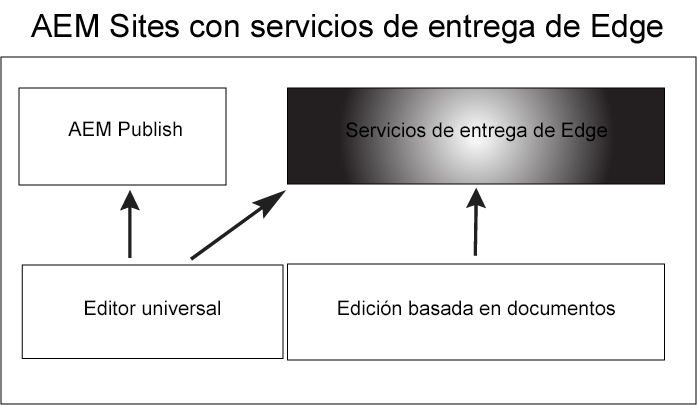 AEM Sites con servicios de entrega de Edge
AEM Publish
Servicios de entrega de Edge
Editor universal
Edición basada en documentos